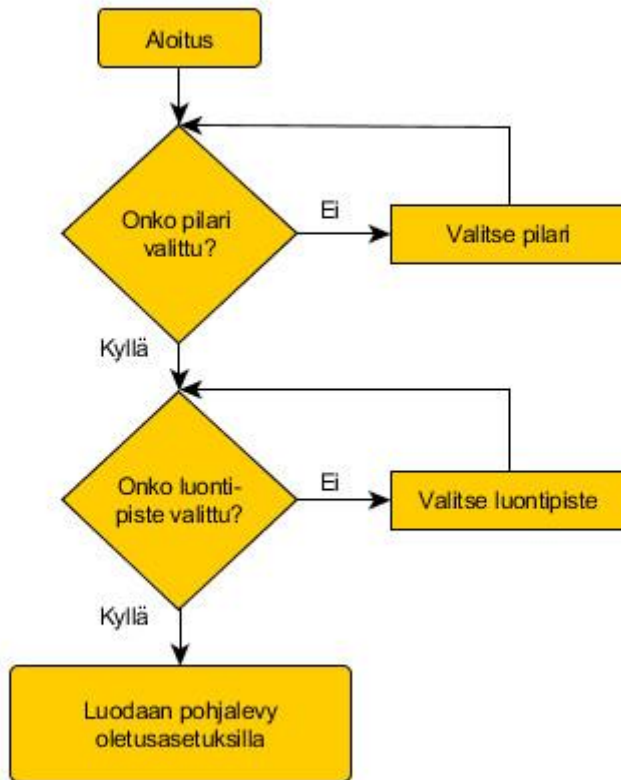 Aloitus
Onko pilari
valittu?
Ei
Valitse pilari
Kyllä
Onko luonti-
piste valittu?
Ei
Valitse luontipiste
Kyllä
Luodaan pohjalevy
oletusasetuksilla